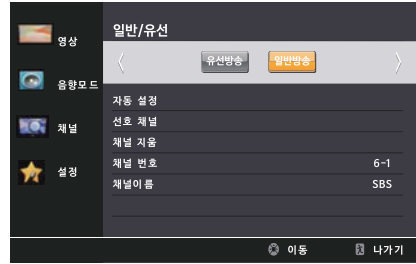 영상
음향모드
채널
설정
일반/유선
유선방송 일반방송
자동 설정
선호 채널
채널 지움
채널 번호 6-1
채널이름 SBS
이동 나가기